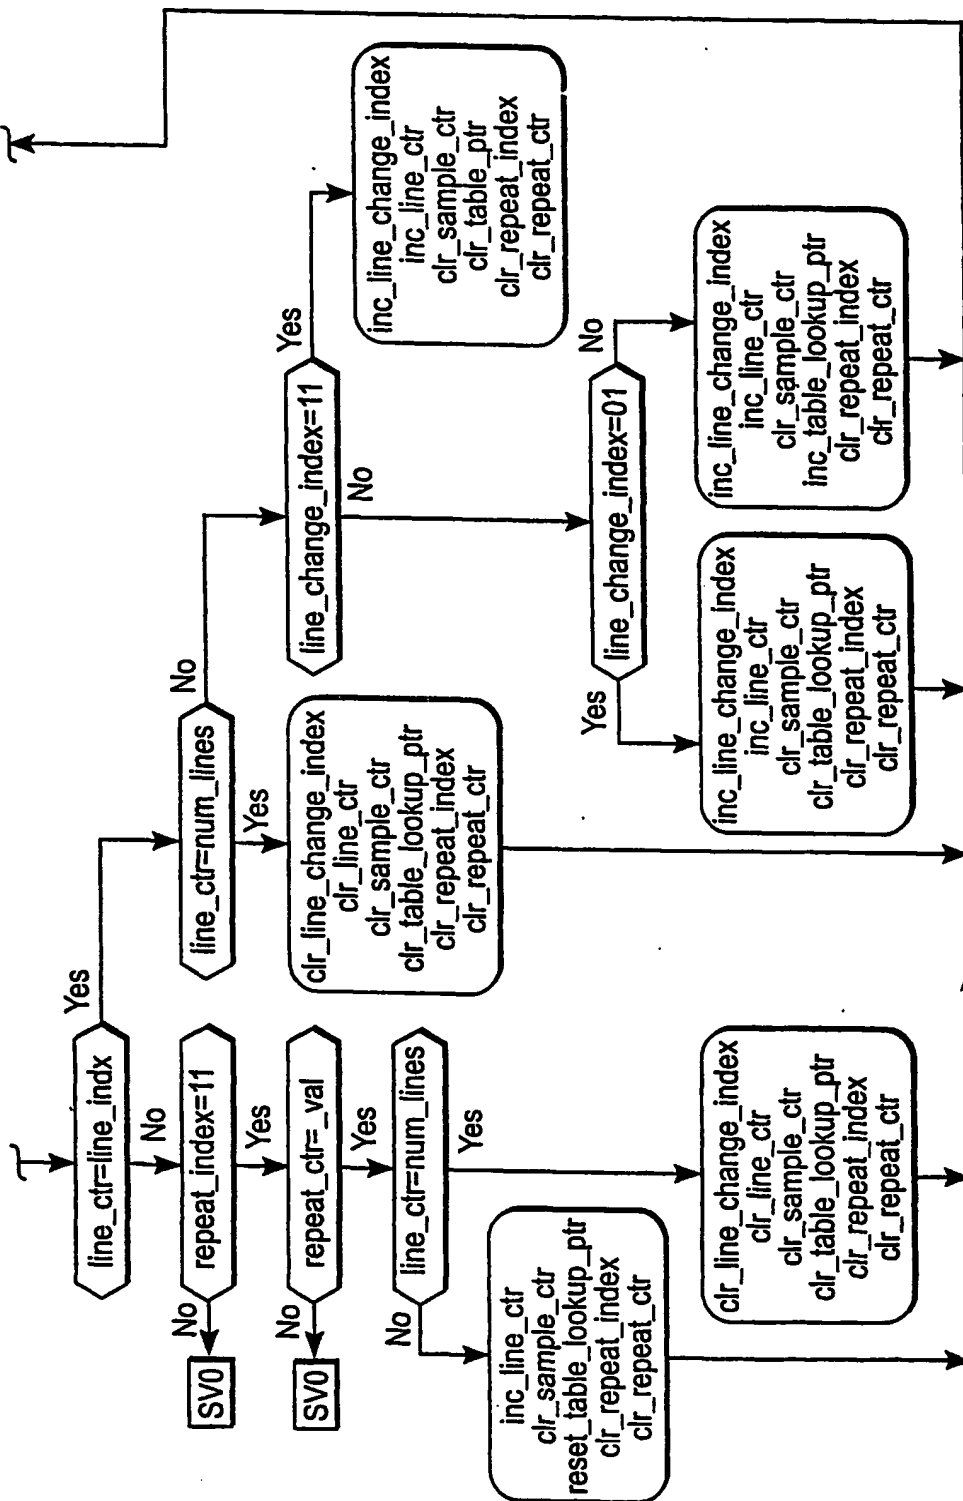 line_ctr=line_indx
Yes
No
line_ctr=num_lines
No
Yes
repeat_index=11
No
Yes
SV0
repeat_ctr=_val
No
Yes
SV0
line_ctr=num_lines
No
Yes
clr_line_change_index
clr_line_ctr
clr_sample_ctr
clr_table_lookup_ptr
clr_repeat_index
clr_repeat_ctr
line_change_index=11
Yes
No
inc_line_change_index
inc_line_ctr
clr_sample_ctr
clr_table_ptr
clr_repeat_index
clr_repeat_ctr
inc_line_ctr
clr_sample_ctr
reset_table_lookup_ptr
clr_repeat_index
clr_repeat_ctr
line_change_index=01
Yes
No
clr_line_change_index
clr_line_ctr
clr_sample_ctr
clr_table_lookup_ptr
clr_repeat_index
clr_repeat_ctr
inc_line_change_index
inc_line_ctr
clr_sample_ctr
clr_table_lookup_ptr
clr_repeat_index
clr_repeat_ctr
inc_line_change_index
inc_line_ctr
clr_sample_ctr
inc_table_lookup_ptr
clr_repeat_index
clr_repeat_ctr